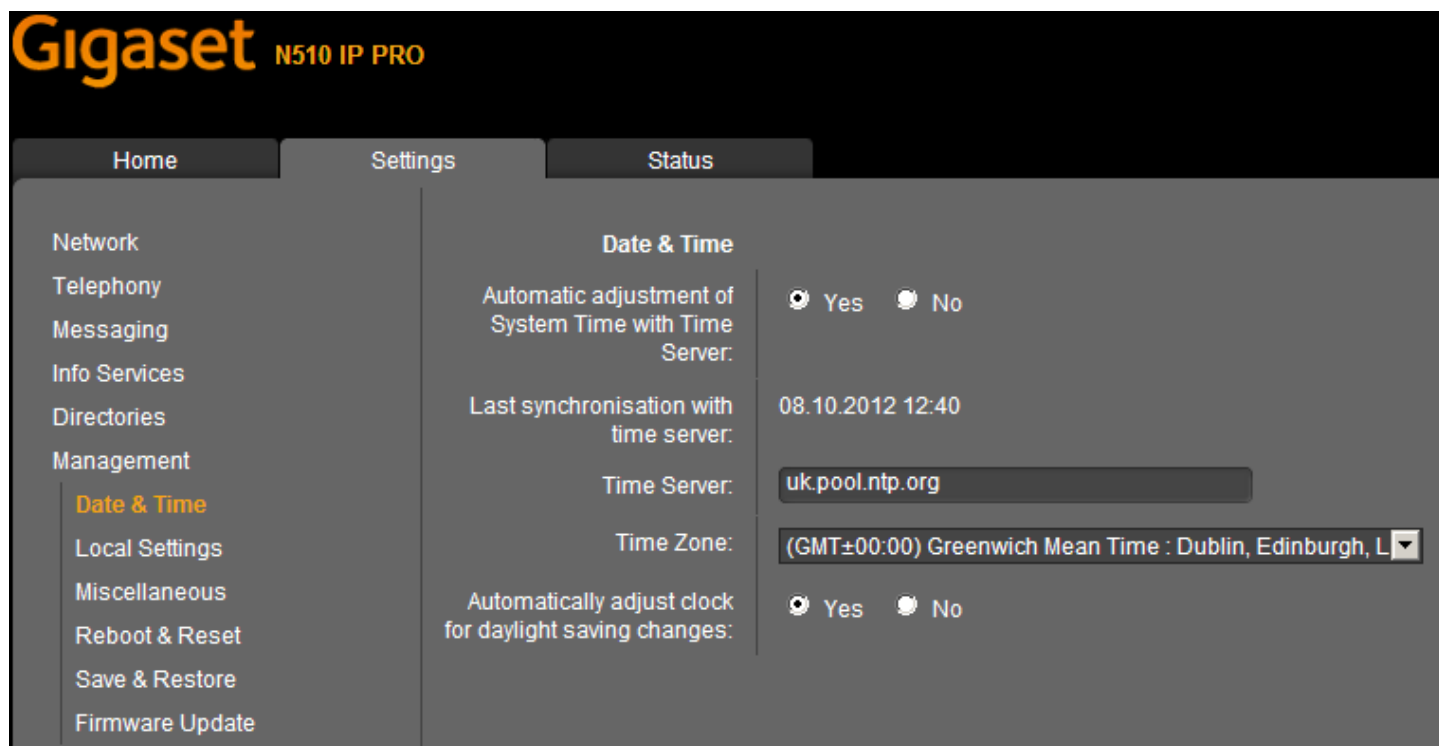 Gigaset N510 IP PRO
Home Settings Status
Network
Telephony
Messaging
Info Services
Directories
Management
Date & Time
Local Settings
Miscellaneous
Reboot & Reset
Save & Restore
Firmware Update
Date & Time
Automatic adjustment of
System Time with Time
Server:
Yes No
Last synchronisation with
time server:
08.10.2012 12:40
Time Server:
uk.pool.ntp.org
Time Zone:
(GMT±00:00) Greenwich Mean Time : Dublin, Edinburgh, L
Automatically adjust clock
for daylight saving changes:
Yes No